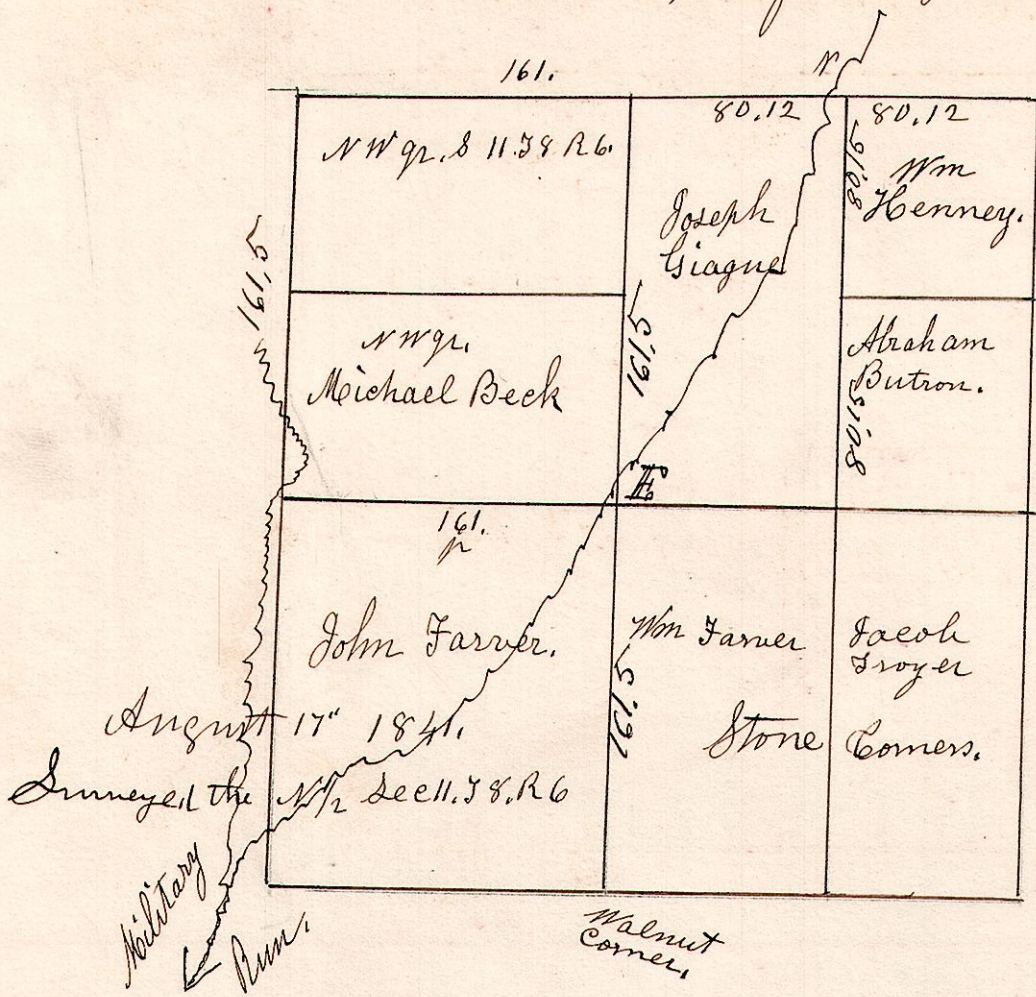 161.
N
80.12
80.12
NW qr. S 11. T 8 R 6.
80.15
Wm
Henney.
Joseph
Giague
161.5
161.5
NW qr.
Michael Beck
Abraham
Butron.
80.15
161.
p
John Farver.
Wm Farver
Jacob
Troyer
161.5
August 17" 1841.
Stone Corners.
Surveyed the N 1/2 Sec 11. T 8. R 6
Military
Run.
Walnut
Corner.